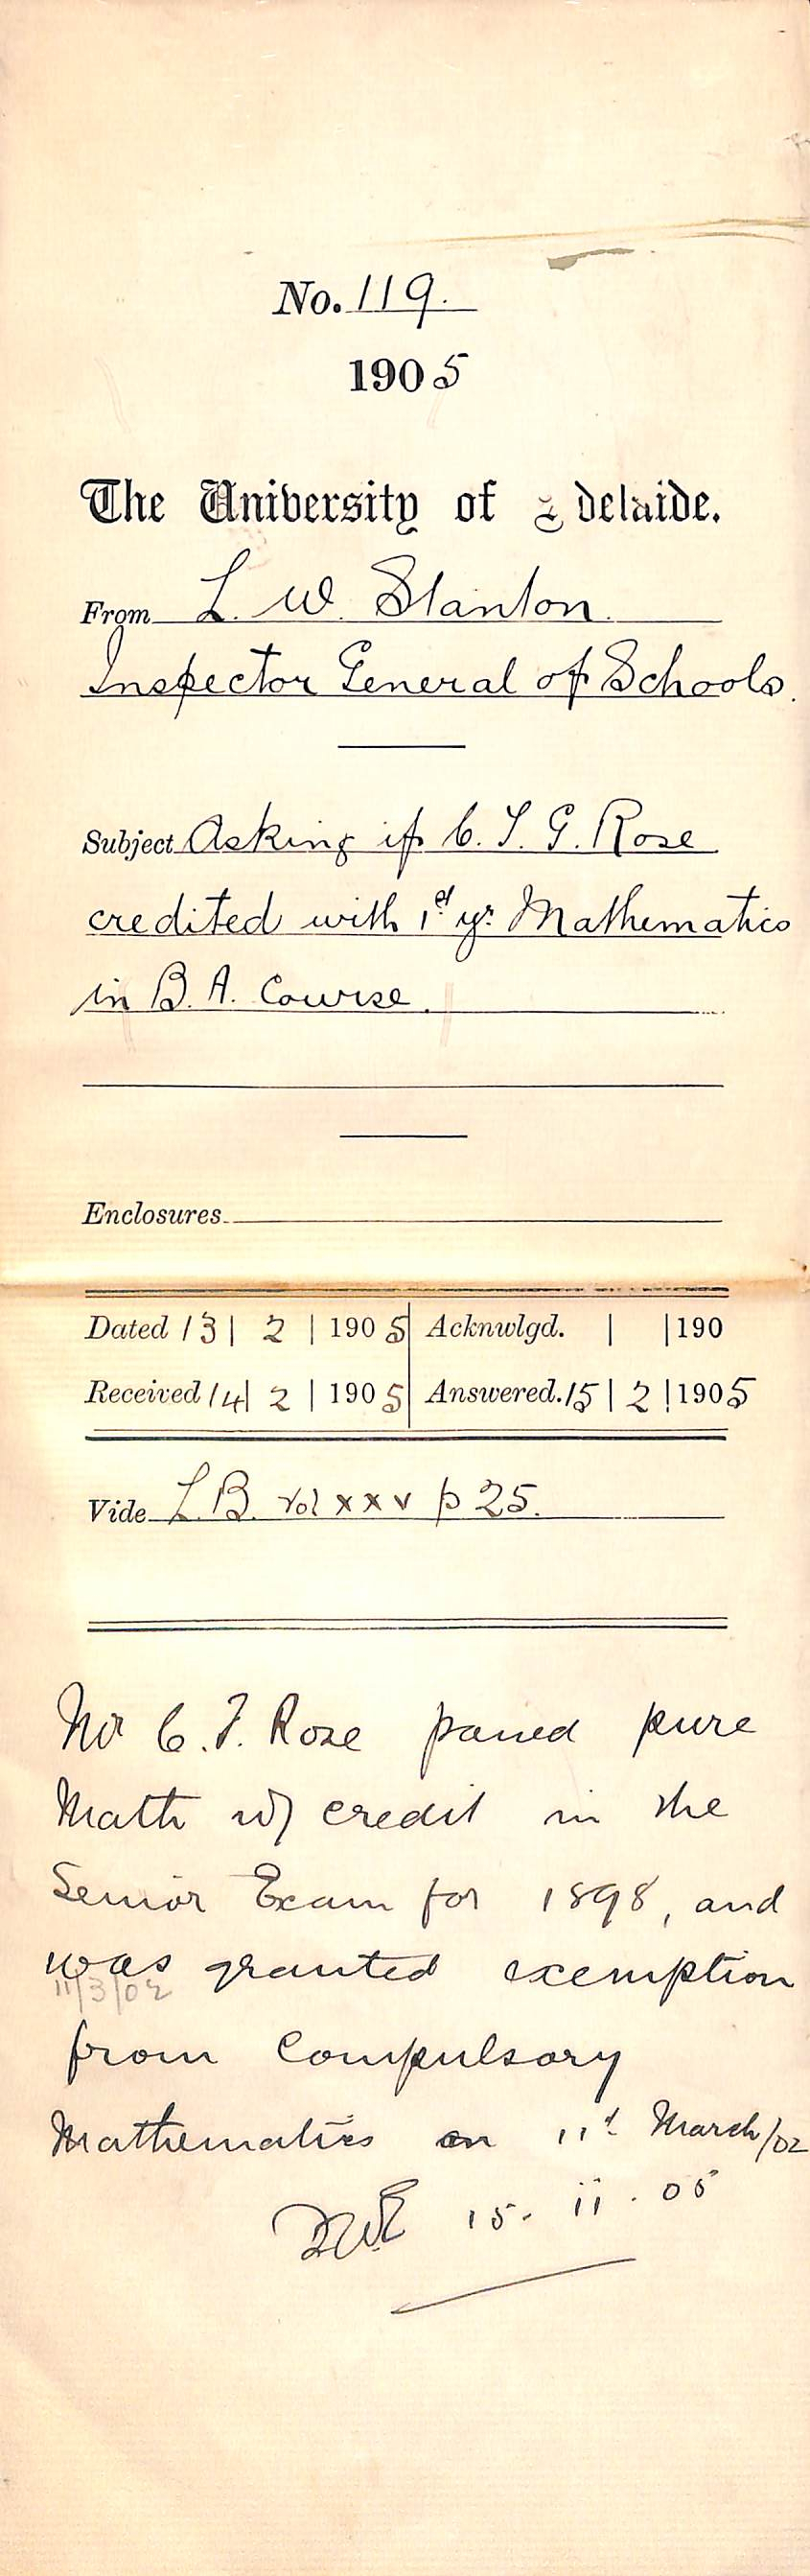 No. 119.
1905
The University of Adelaide.
From L. W. Stanton.
Inspector General of Schools.
Subject Asking if C. T. G. Rose
credited with 1st yr. Mathematics
in B. A. Course.
Enclosures
Dated 13 | 2 | 1905 Acknwlgd. | | 190
Received 14 | 2 | 1905 Answered. 15 | 2 | 1905
Vide L.B. Vol xxv p 25.
Mr C. F. Rose passed pure
Math w/ credit in the
Senior Exam for 1898, and
was granted exemption
11/3/02
from Compulsory
Mathematics on 11th March/02
15. ii. 05